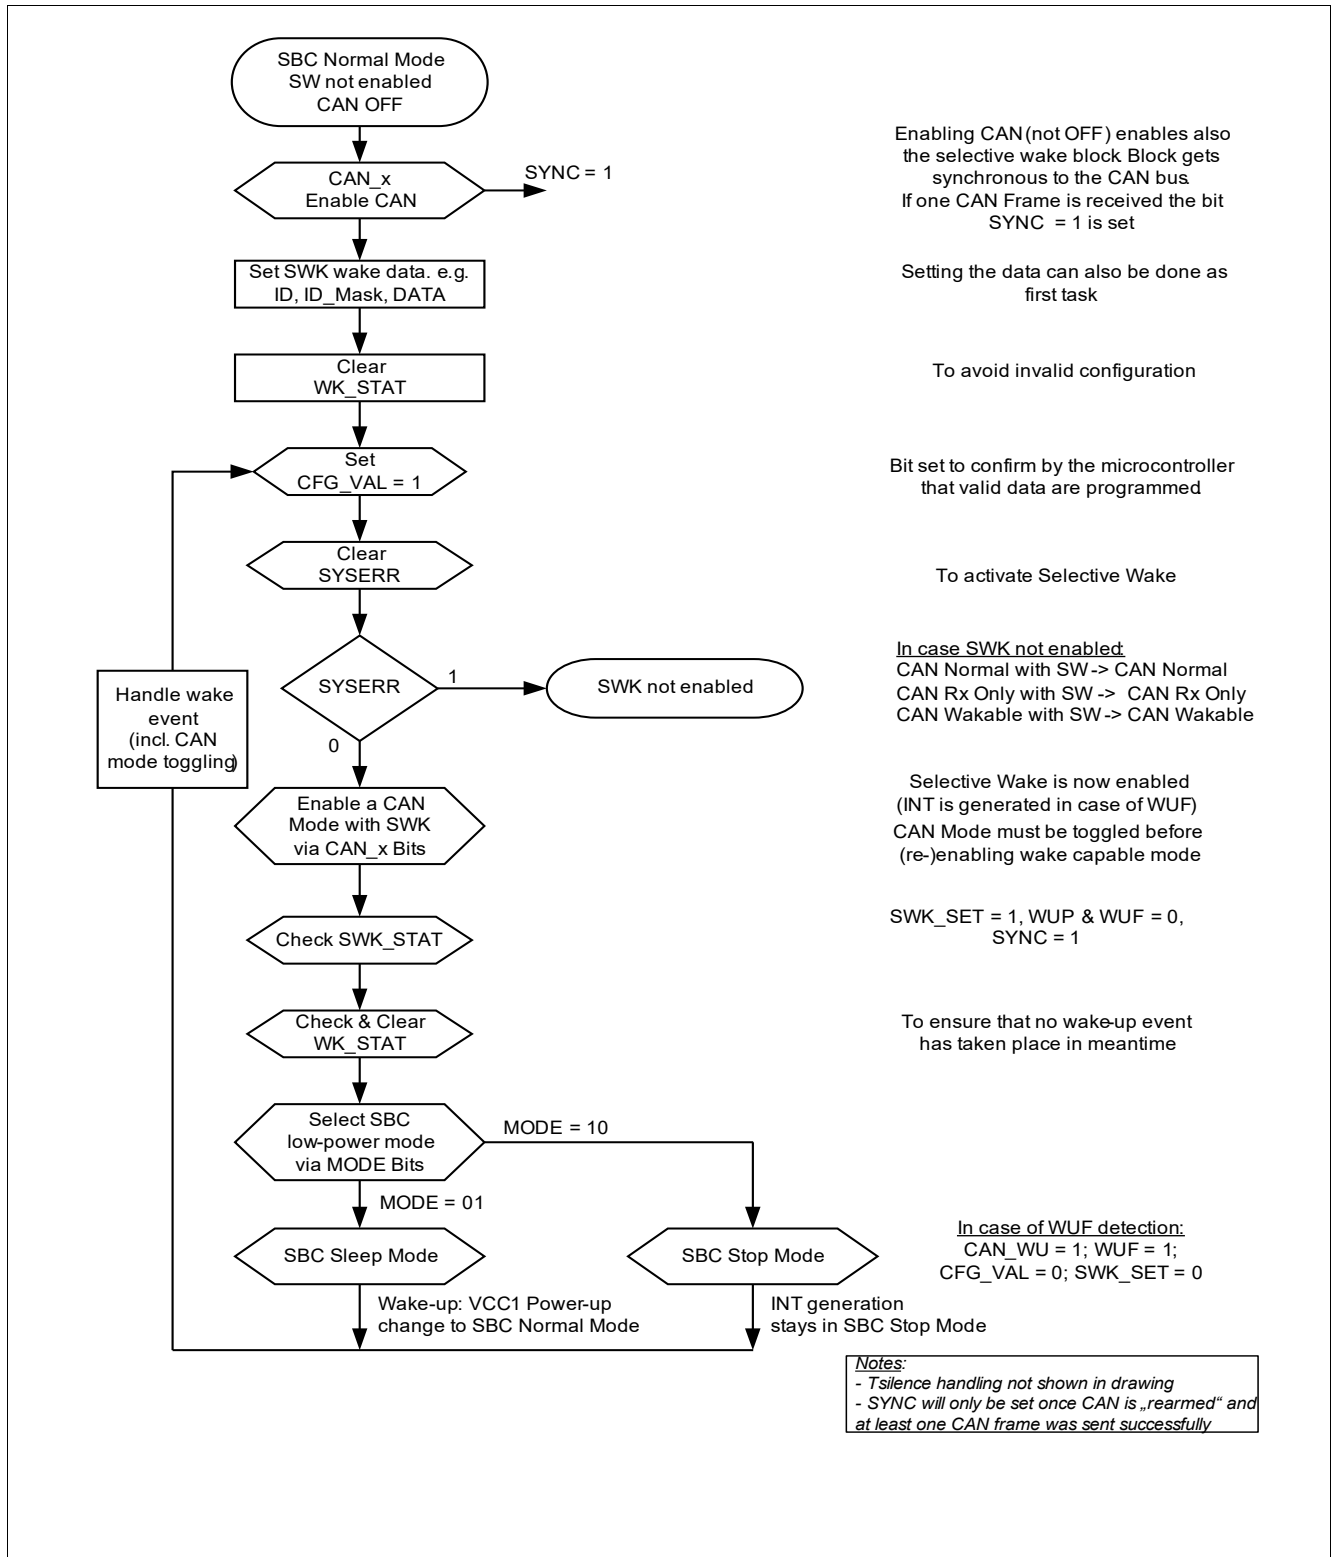 SBC Normal Mode
SW not enabled
CAN OFF
Enabling CAN (not OFF) enables also
the selective wake block. Block gets
synchronous to the CAN bus.
If one CAN Frame is received the bit
SYNC = 1 is set
CAN_x
Enable CAN
SYNC = 1
Set SWK wake data. e.g.
ID, ID_Mask, DATA
Setting the data can also be done as
first task
Clear
WK_STAT
To avoid invalid configuration
Set
CFG_VAL = 1
Bit set to confirm by the microcontroller
that valid data are programmed
Clear
SYSERR
To activate Selective Wake
SYSERR
1
0
SWK not enabled
In case SWK not enabled:
CAN Normal with SW -> CAN Normal
CAN Rx Only with SW -> CAN Rx Only
CAN Wakable with SW -> CAN Wakable
Handle wake
event
(incl. CAN
mode toggling)
Enable a CAN
Mode with SWK
via CAN_x Bits
Selective Wake is now enabled
(INT is generated in case of WUF)
CAN Mode must be toggled before
(re-)enabling wake capable mode
Check SWK_STAT
SWK_SET = 1, WUP & WUF = 0,
SYNC = 1
Check & Clear
WK_STAT
To ensure that no wake-up event
has taken place in meantime
Select SBC
low-power mode
via MODE Bits
MODE = 10
MODE = 01
SBC Sleep Mode
SBC Stop Mode
In case of WUF detection:
CAN_WU = 1; WUF = 1;
CFG_VAL = 0; SWK_SET = 0
Wake-up: VCC1 Power-up
change to SBC Normal Mode
INT generation
stays in SBC Stop Mode
Notes:
- Tsilence handling not shown in drawing
- SYNC will only be set once CAN is „rearmed“ and
at least one CAN frame was sent successfully